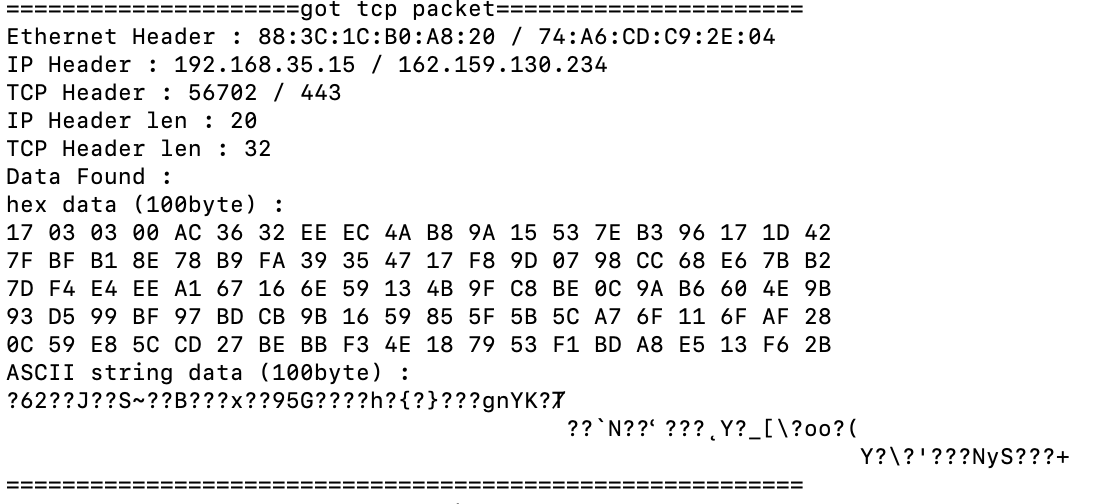 =====================got tcp packet======================
Ethernet Header : 88:3C:1C:B0:A8:20 / 74:A6:CD:C9:2E:04
IP Header : 192.168.35.15 / 162.159.130.234
TCP Header : 56702 / 443
IP Header len : 20
TCP Header len : 32
Data Found :
hex data (100byte) :
17 03 03 00 AC 36 32 EE EC 4A B8 9A 15 53 7E B3 96 17 1D 42
7F BF B1 8E 78 B9 FA 39 35 47 17 F8 9D 07 98 CC 68 E6 7B B2
7D F4 E4 EE A1 67 16 6E 59 13 4B 9F C8 BE 0C 9A B6 60 4E 9B
93 D5 99 BF 97 BD CB 9B 16 59 85 5F 5B 5C A7 6F 11 6F AF 28
0C 59 E8 5C CD 27 BE BB F3 4E 18 79 53 F1 BD A8 E5 13 F6 2B
ASCII string data (100byte) :
?62??J??S~??B???x??95G????h?{?}???gnYK?
??`N??‛ ???˛Y?_[\?oo?(
Y?\?'???NyS???+
=========================================================